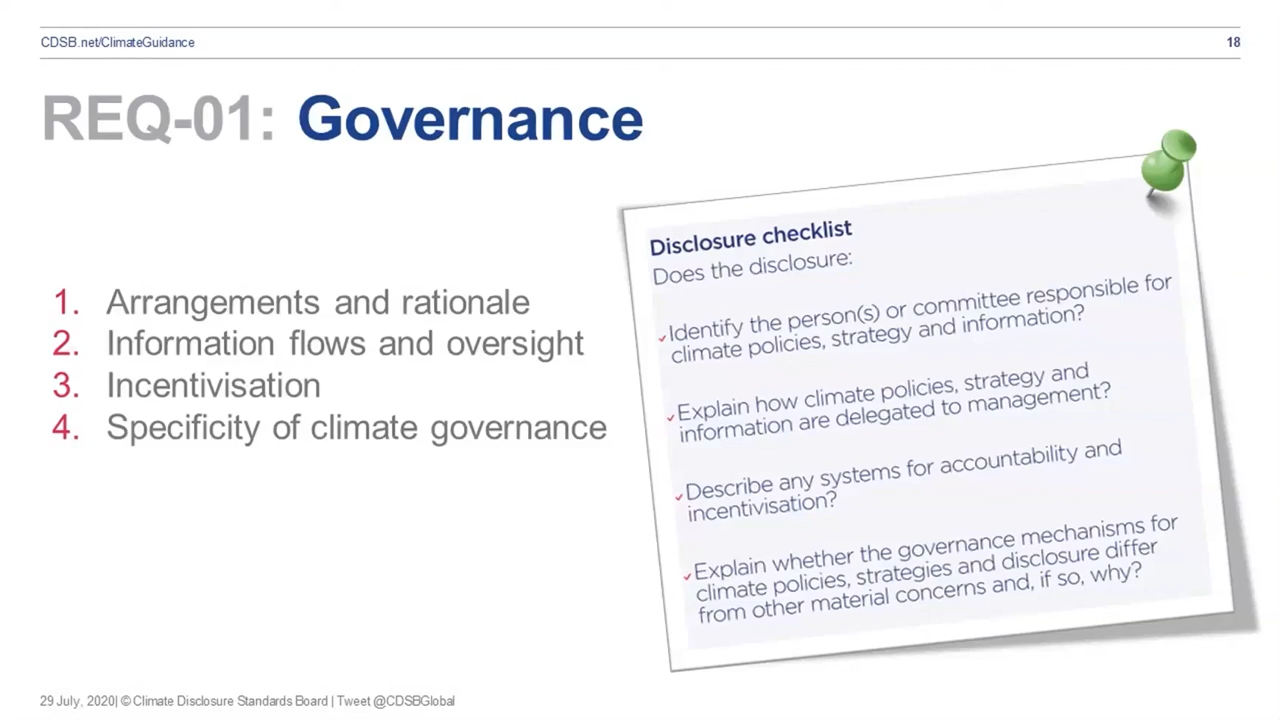 CDSB.net/ClimateGuidance
18
REQ-01: Governance
1. Arrangements and rationale
2. Information flows and oversight
3. Incentivisation
4. Specificity of climate governance
Disclosure checklist
Does the disclosure:
✓Identify the person(s) or committee responsible for
climate policies, strategy and information?
✓Explain how climate policies, strategy and
information are delegated to management?
✓Describe any systems for accountability and
incentivisation?
✓Explain whether the governance mechanisms for
climate policies, strategies and disclosure differ
from other material concerns and, if so, why?
29 July, 2020| © Climate Disclosure Standards Board | Tweet @CDSBGlobal